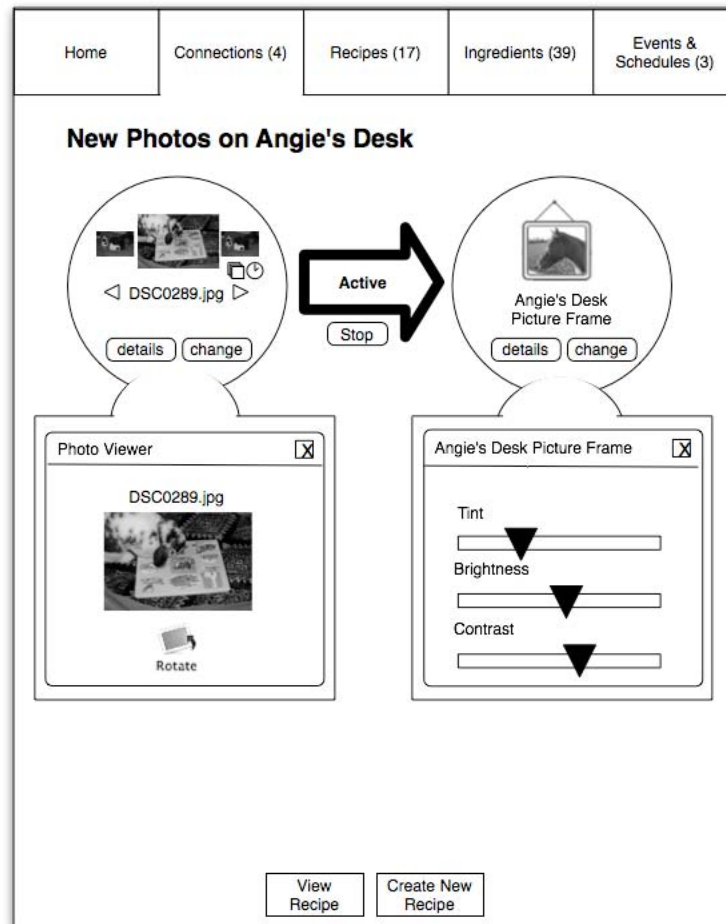 Home
Connections (4)
Recipes (17)
Ingredients (39)
Events &
Schedules (3)
New Photos on Angie's Desk
DSC0289.jpg
details
change
Active
Stop
Angie's Desk
Picture Frame
details
change
Photo Viewer
X
DSC0289.jpg
Rotate
Angie's Desk Picture Frame
X
Tint
Brightness
Contrast
View
Recipe
Create New
Recipe